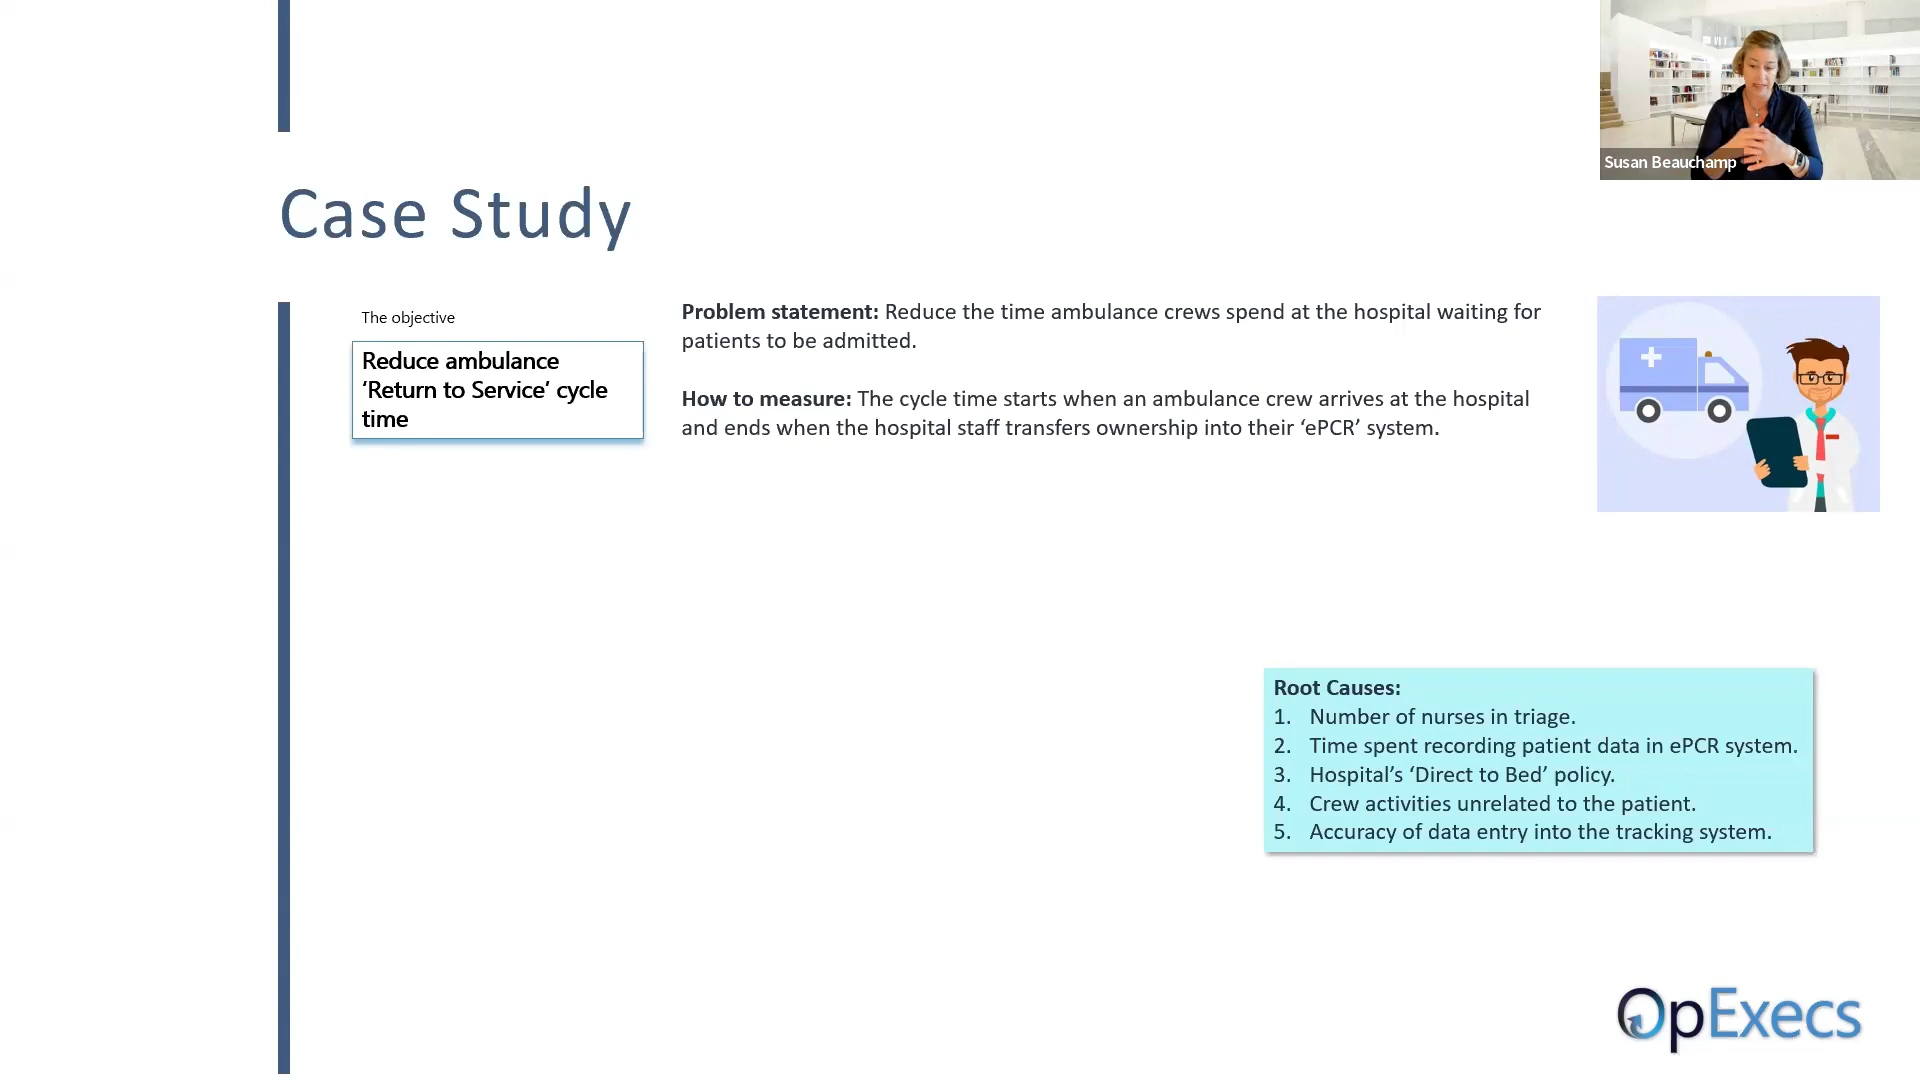 Susan Beauchamp
Case Study
The objective
Reduce ambulance
‘Return to Service’ cycle
time
Problem statement: Reduce the time ambulance crews spend at the hospital waiting for
patients to be admitted.
How to measure: The cycle time starts when an ambulance crew arrives at the hospital
and ends when the hospital staff transfers ownership into their ‘ePCR’ system.
Root Causes:
1. Number of nurses in triage.
2. Time spent recording patient data in ePCR system.
3. Hospital’s ‘Direct to Bed’ policy.
4. Crew activities unrelated to the patient.
5. Accuracy of data entry into the tracking system.
OpExecs